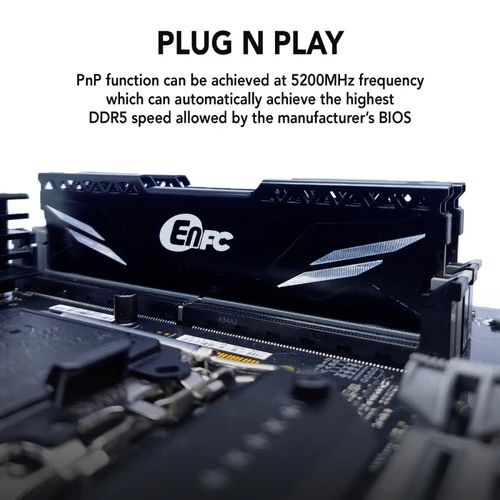 PLUG N PLAY
PnP function can be achieved at 5200MHz frequency
which can automatically achieve the highest
DDR5 speed allowed by the manufacturer's BIOS
EnFC